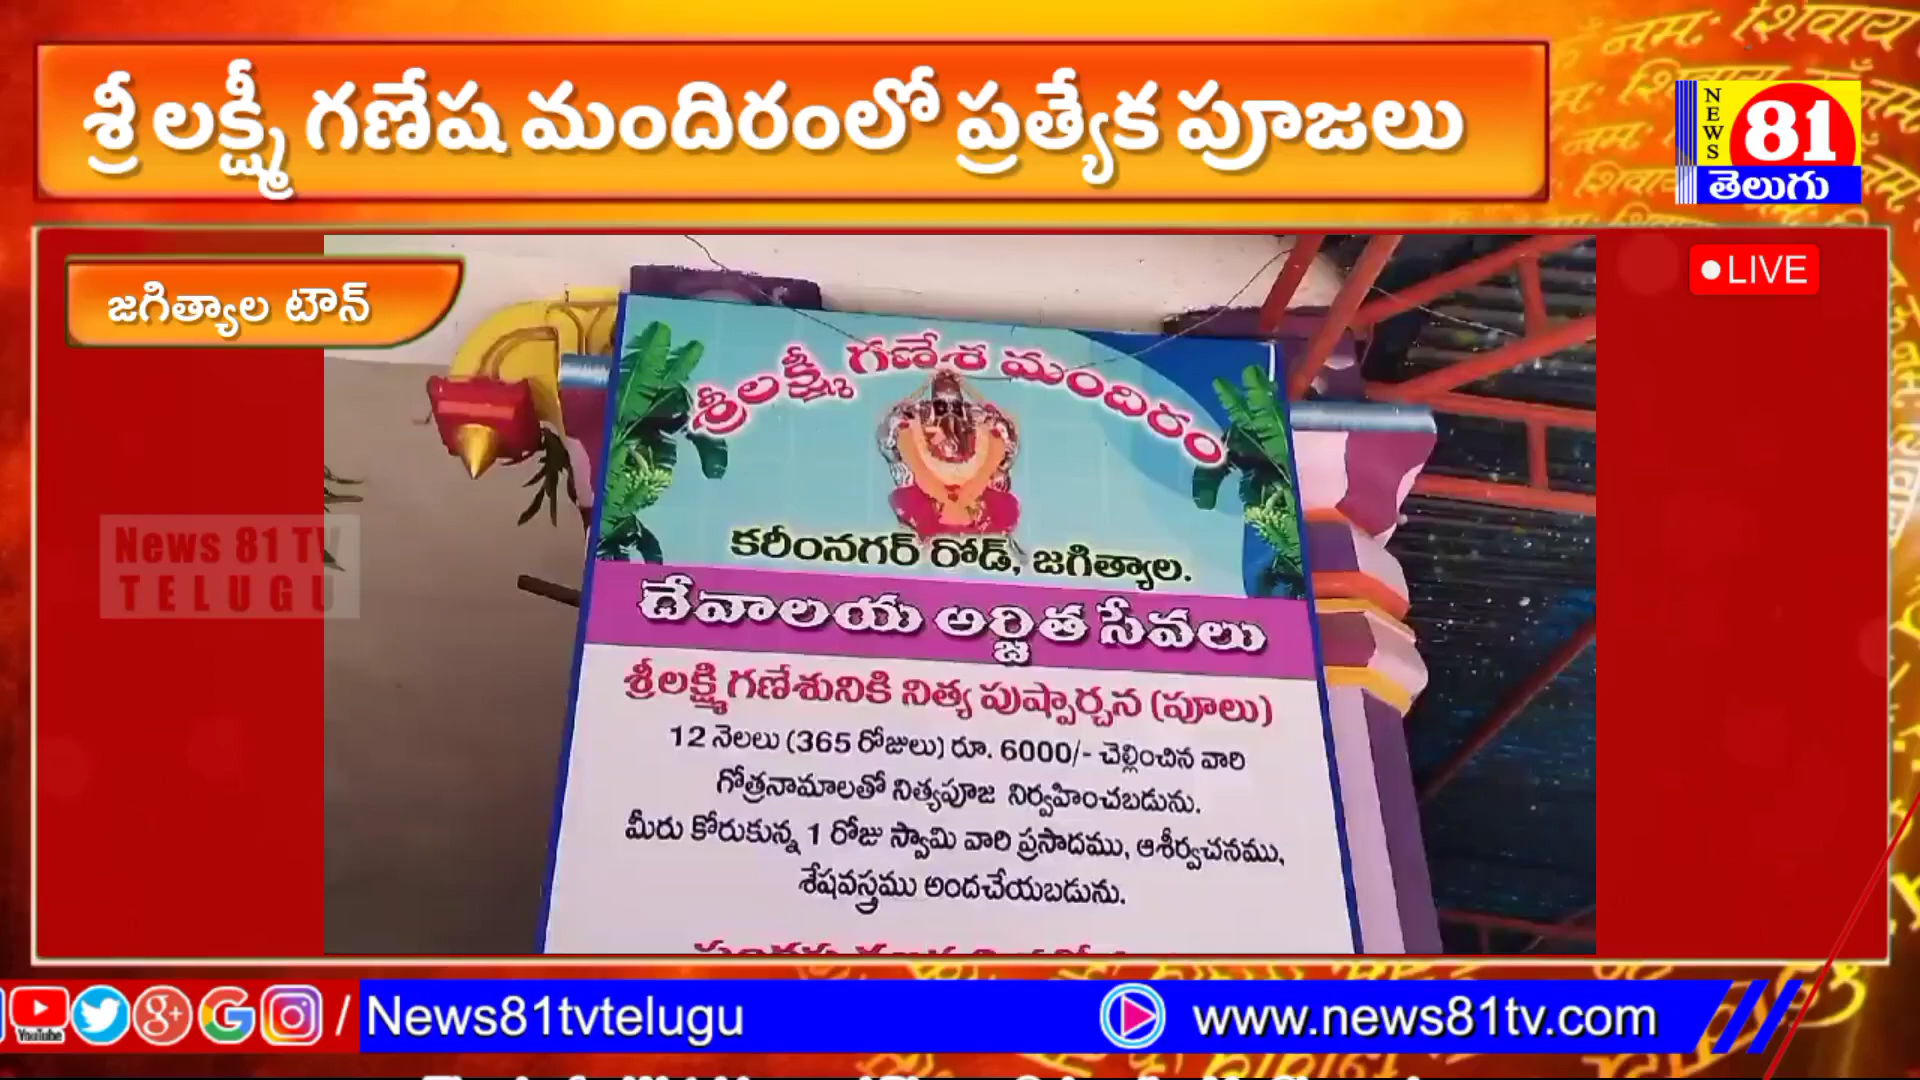 శ్రీ లక్ష్మీ గణేష మందిరంలో ప్రత్యేక పూజలు
NEWS
81
తెలుగు
LIVE
జగిత్యాల టౌన్
శ్రీలక్ష్మీ గణేశ మందిరం
కరీంనగర్ రోడ్, జగిత్యాల.
దేవాలయ అర్జిత సేవలు
శ్రీలక్ష్మి గణేశునికి నిత్య పుష్పార్చన (పూలు)
12 నెలలు (365 రోజులు) రూ. 6000/- చెల్లించిన వారి
గోత్రనామాలతో నిత్యపూజ నిర్వహించబడును.
మీరు కోరుకున్న 1 రోజు స్వామి వారి ప్రసాదము, ఆశీర్వచనము,
శేషవస్త్రము అందచేయబడును.
News 81 TV
TELUGU
YouTube
/ News81tvtelugu
www.news81tv.com